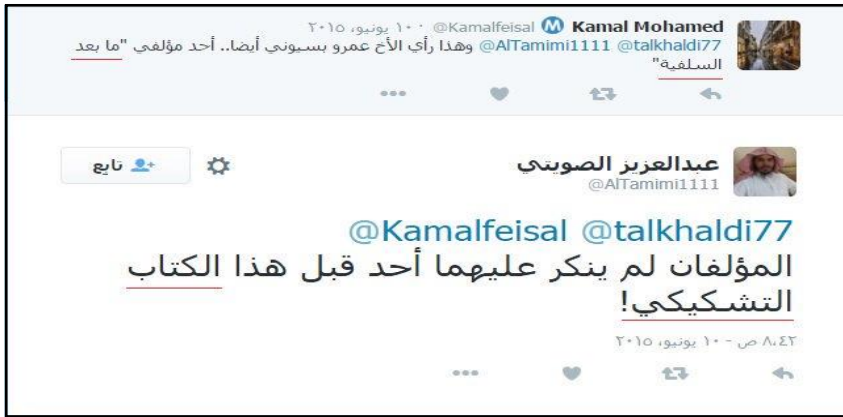 Kamal Mohamed @Kamalfeisal · ١٠ يونيو، ٢٠١٥
@AlTamimi1111 @talkhaldi77 وهذا رأي الأخ عمرو بسيوني أيضا.. أحد مؤلفي "ما بعد
السلفية"
عبدالعزيز الصويتي
@AlTamimi1111
تابع
@Kamalfeisal @talkhaldi77
المؤلفان لم ينكر عليهما أحد قبل هذا الكتاب
التشكيكي!
٨،٤٢ ص - ١٠ يونيو، ٢٠١٥